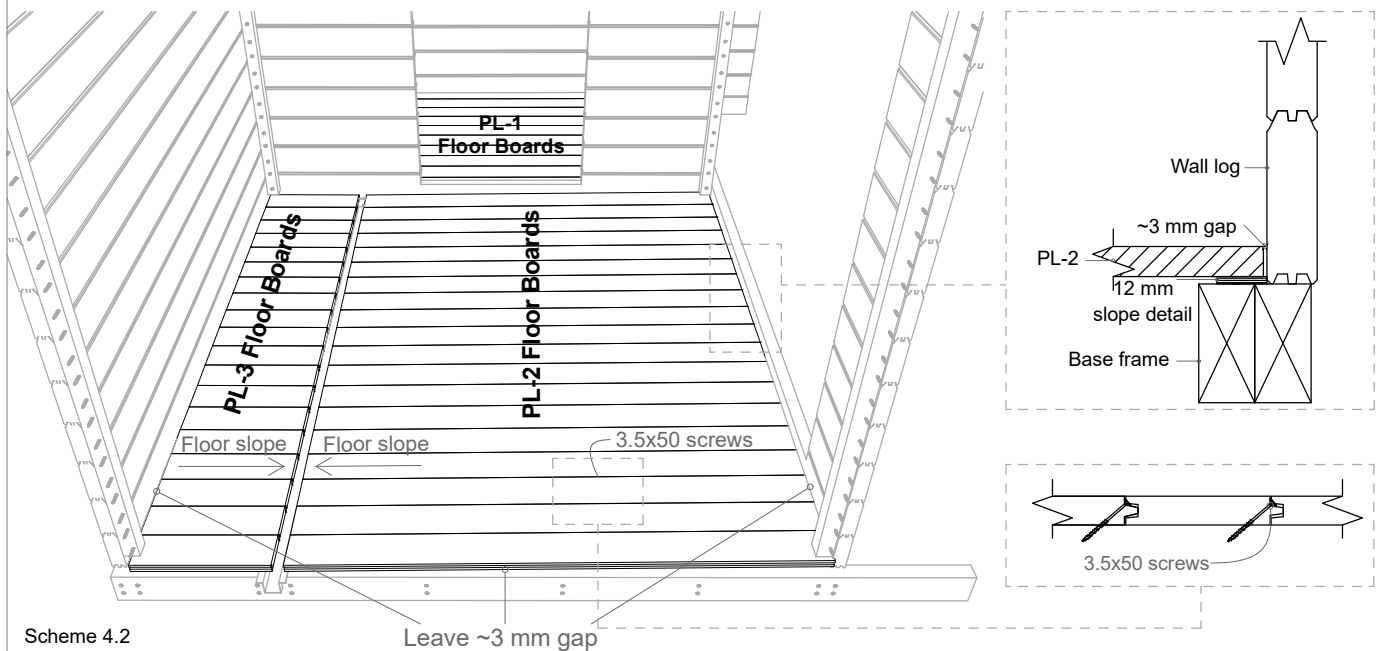 PL-1
Floor Boards
PL-3 Floor Boards
PL-2 Floor Boards
Floor slope
Floor slope
3.5x50 screws
Leave ~3 mm gap
Scheme 4.2
Wall log
~3 mm gap
PL-2
12 mm
slope detail
Base frame
3.5x50 screws